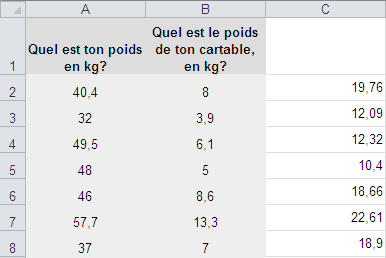 A B C
Quel est ton poids en kg? Quel est le poids de ton cartable, en kg?
1
2 40,4 8 19,76
3 32 3,9 12,09
4 49,5 6,1 12,32
5 48 5 10,4
6 46 8,6 18,66
7 57,7 13,3 22,61
8 37 7 18,9